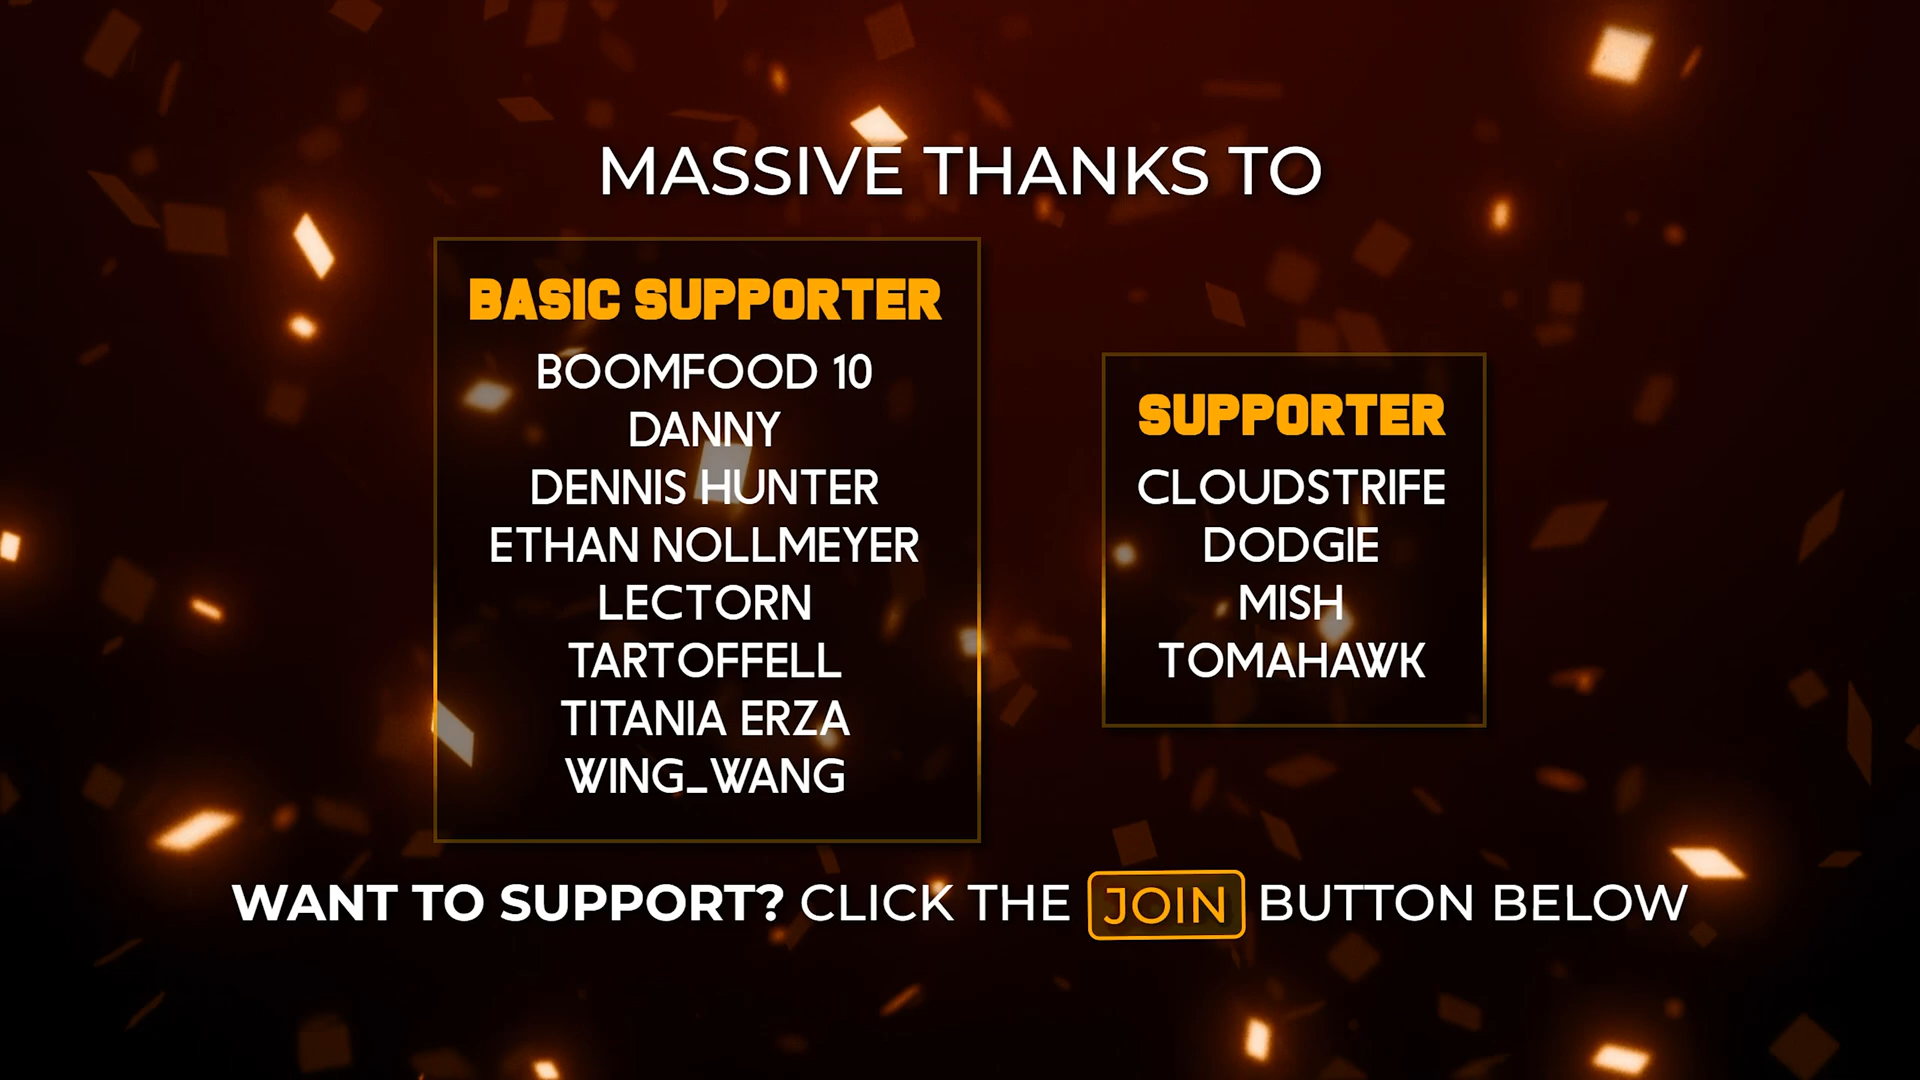 MASSIVE THANKS TO
BASIC SUPPORTER
BOOMFOOD 10
DANNY
DENNIS HUNTER
ETHAN NOLLMEYER
LECTORN
TARTOFFELL
TITANIA ERZA
WING_WANG
SUPPORTER
CLOUDSTRIFE
DODGIE
MISH
TOMAHAWK
WANT TO SUPPORT? CLICK THE JOIN BUTTON BELOW